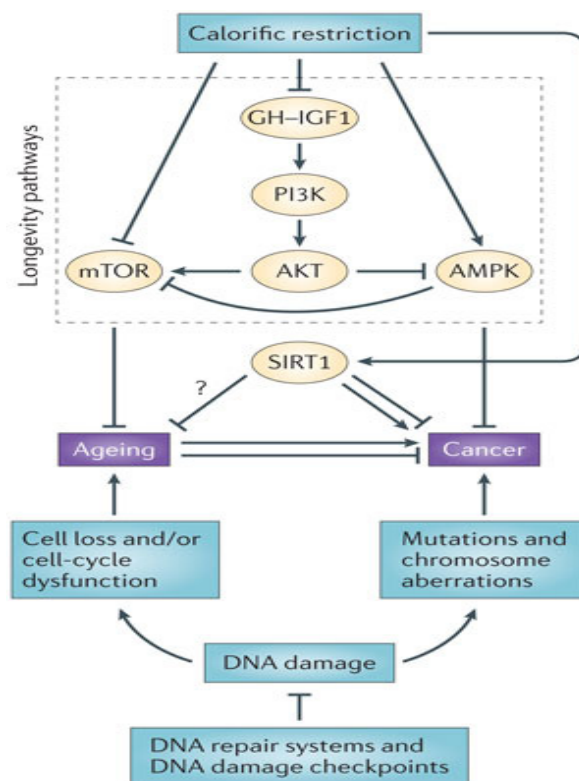 Calorific restriction
Longevity pathways
GH–IGF1
PI3K
mTOR
AKT
AMPK
SIRT1
?
Ageing
Cancer
Cell loss and/or
cell-cycle
dysfunction
Mutations and
chromosome
aberrations
DNA damage
DNA repair systems and
DNA damage checkpoints